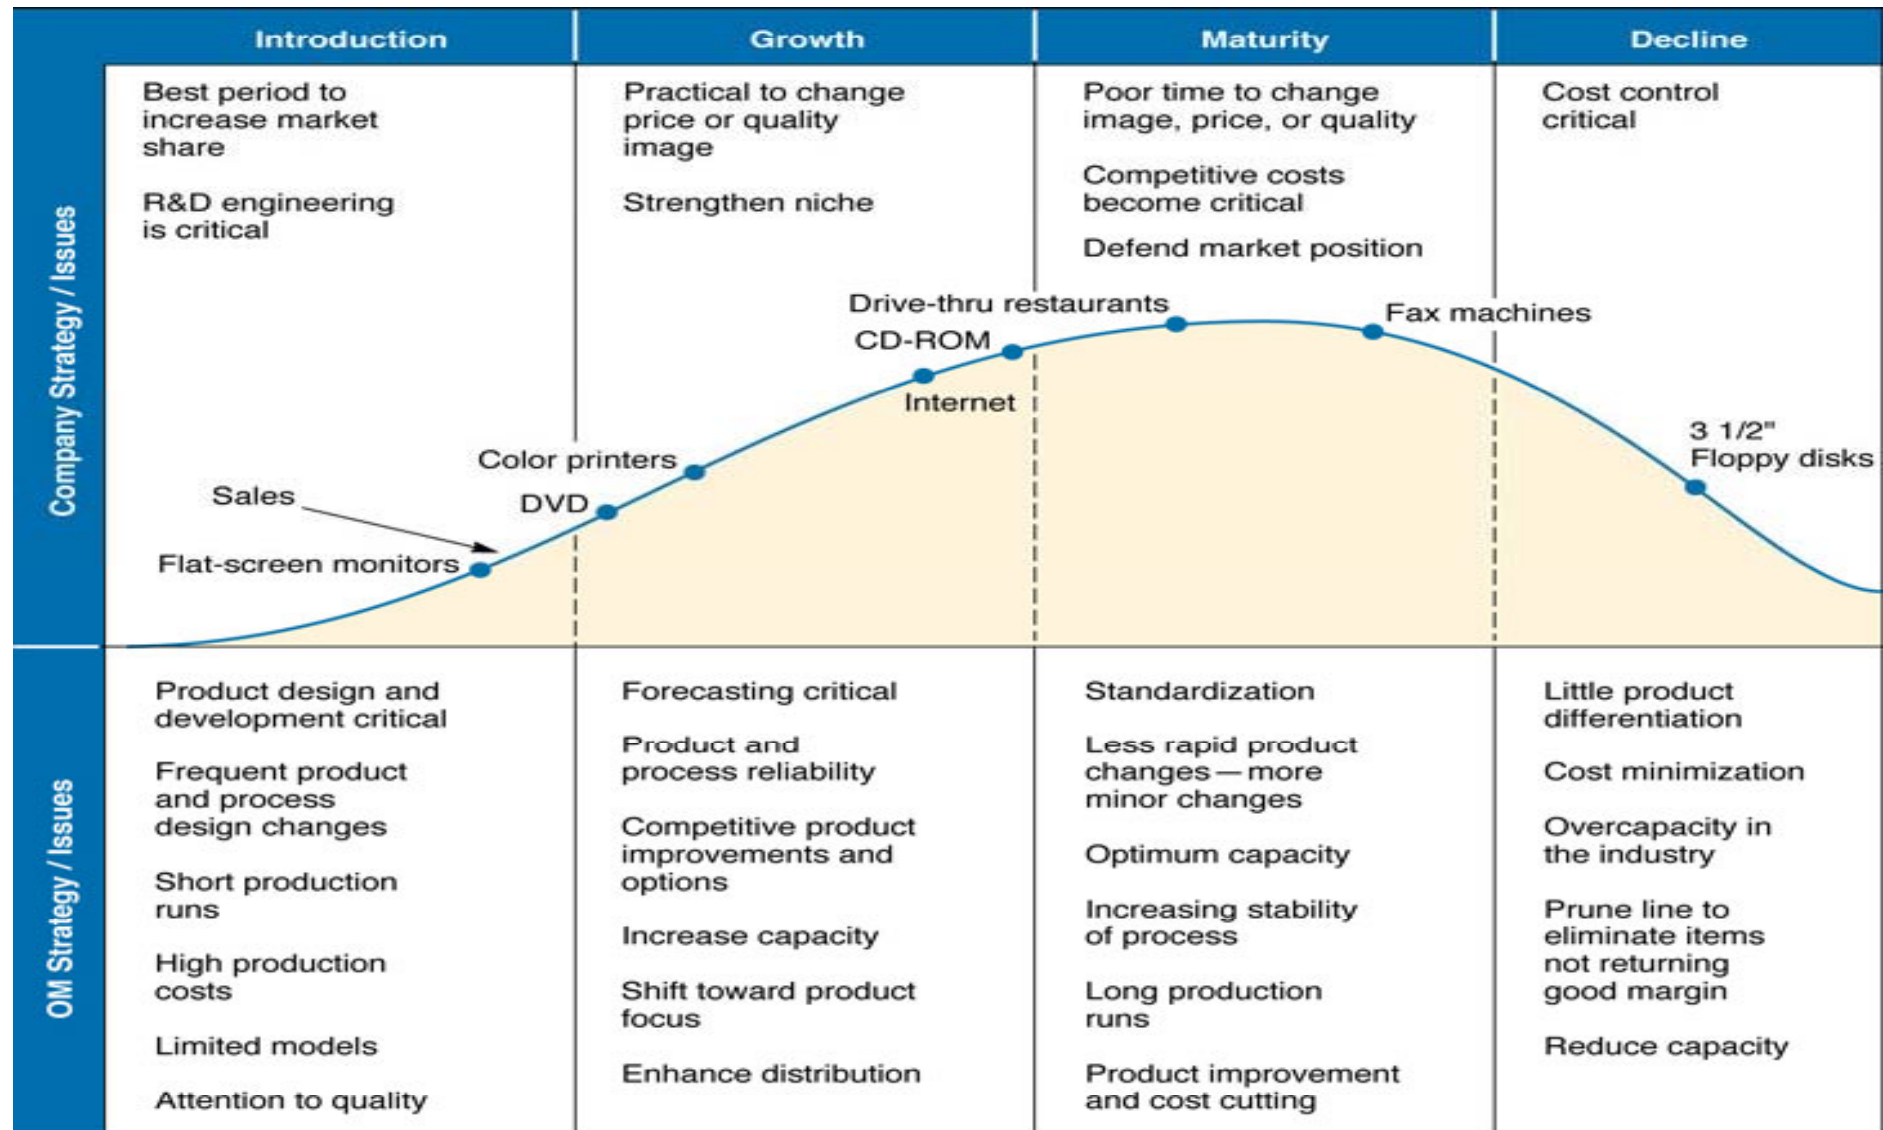 Introduction
Growth
Maturity
Decline
Company Strategy / Issues
Best period to
increase market
share
R&D engineering
is critical
Practical to change
price or quality
image
Strengthen niche
Poor time to change
image, price, or quality
Competitive costs
become critical
Defend market position
Cost control
critical
Drive-thru restaurants
Fax machines
CD-ROM
Internet
3 1/2"
Floppy disks
Color printers
Sales
DVD
Flat-screen monitors
OM Strategy / Issues
Product design and
development critical
Frequent product
and process
design changes
Short production
runs
High production
costs
Limited models
Attention to quality
Forecasting critical
Product and
process reliability
Competitive product
improvements and
options
Increase capacity
Shift toward product
focus
Enhance distribution
Standardization
Less rapid product
changes — more
minor changes
Optimum capacity
Increasing stability
of process
Long production
runs
Product improvement
and cost cutting
Little product
differentiation
Cost minimization
Overcapacity in
the industry
Prune line to
eliminate items
not returning
good margin
Reduce capacity